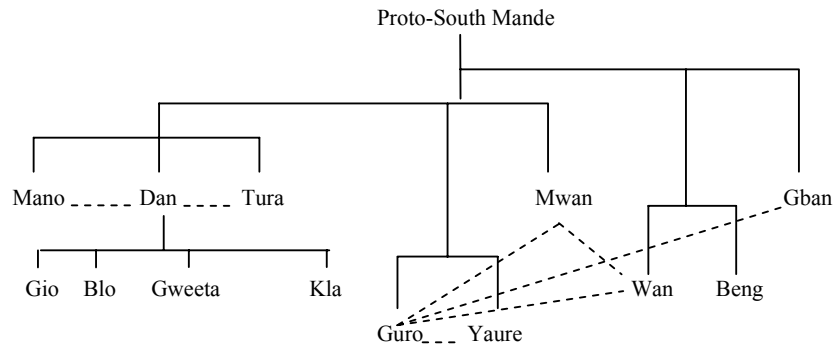 Proto-South Mande
Mano Dan Tura Mwan Gban
Gio Blo Gweeta Kla Wan Beng
Guro Yaure